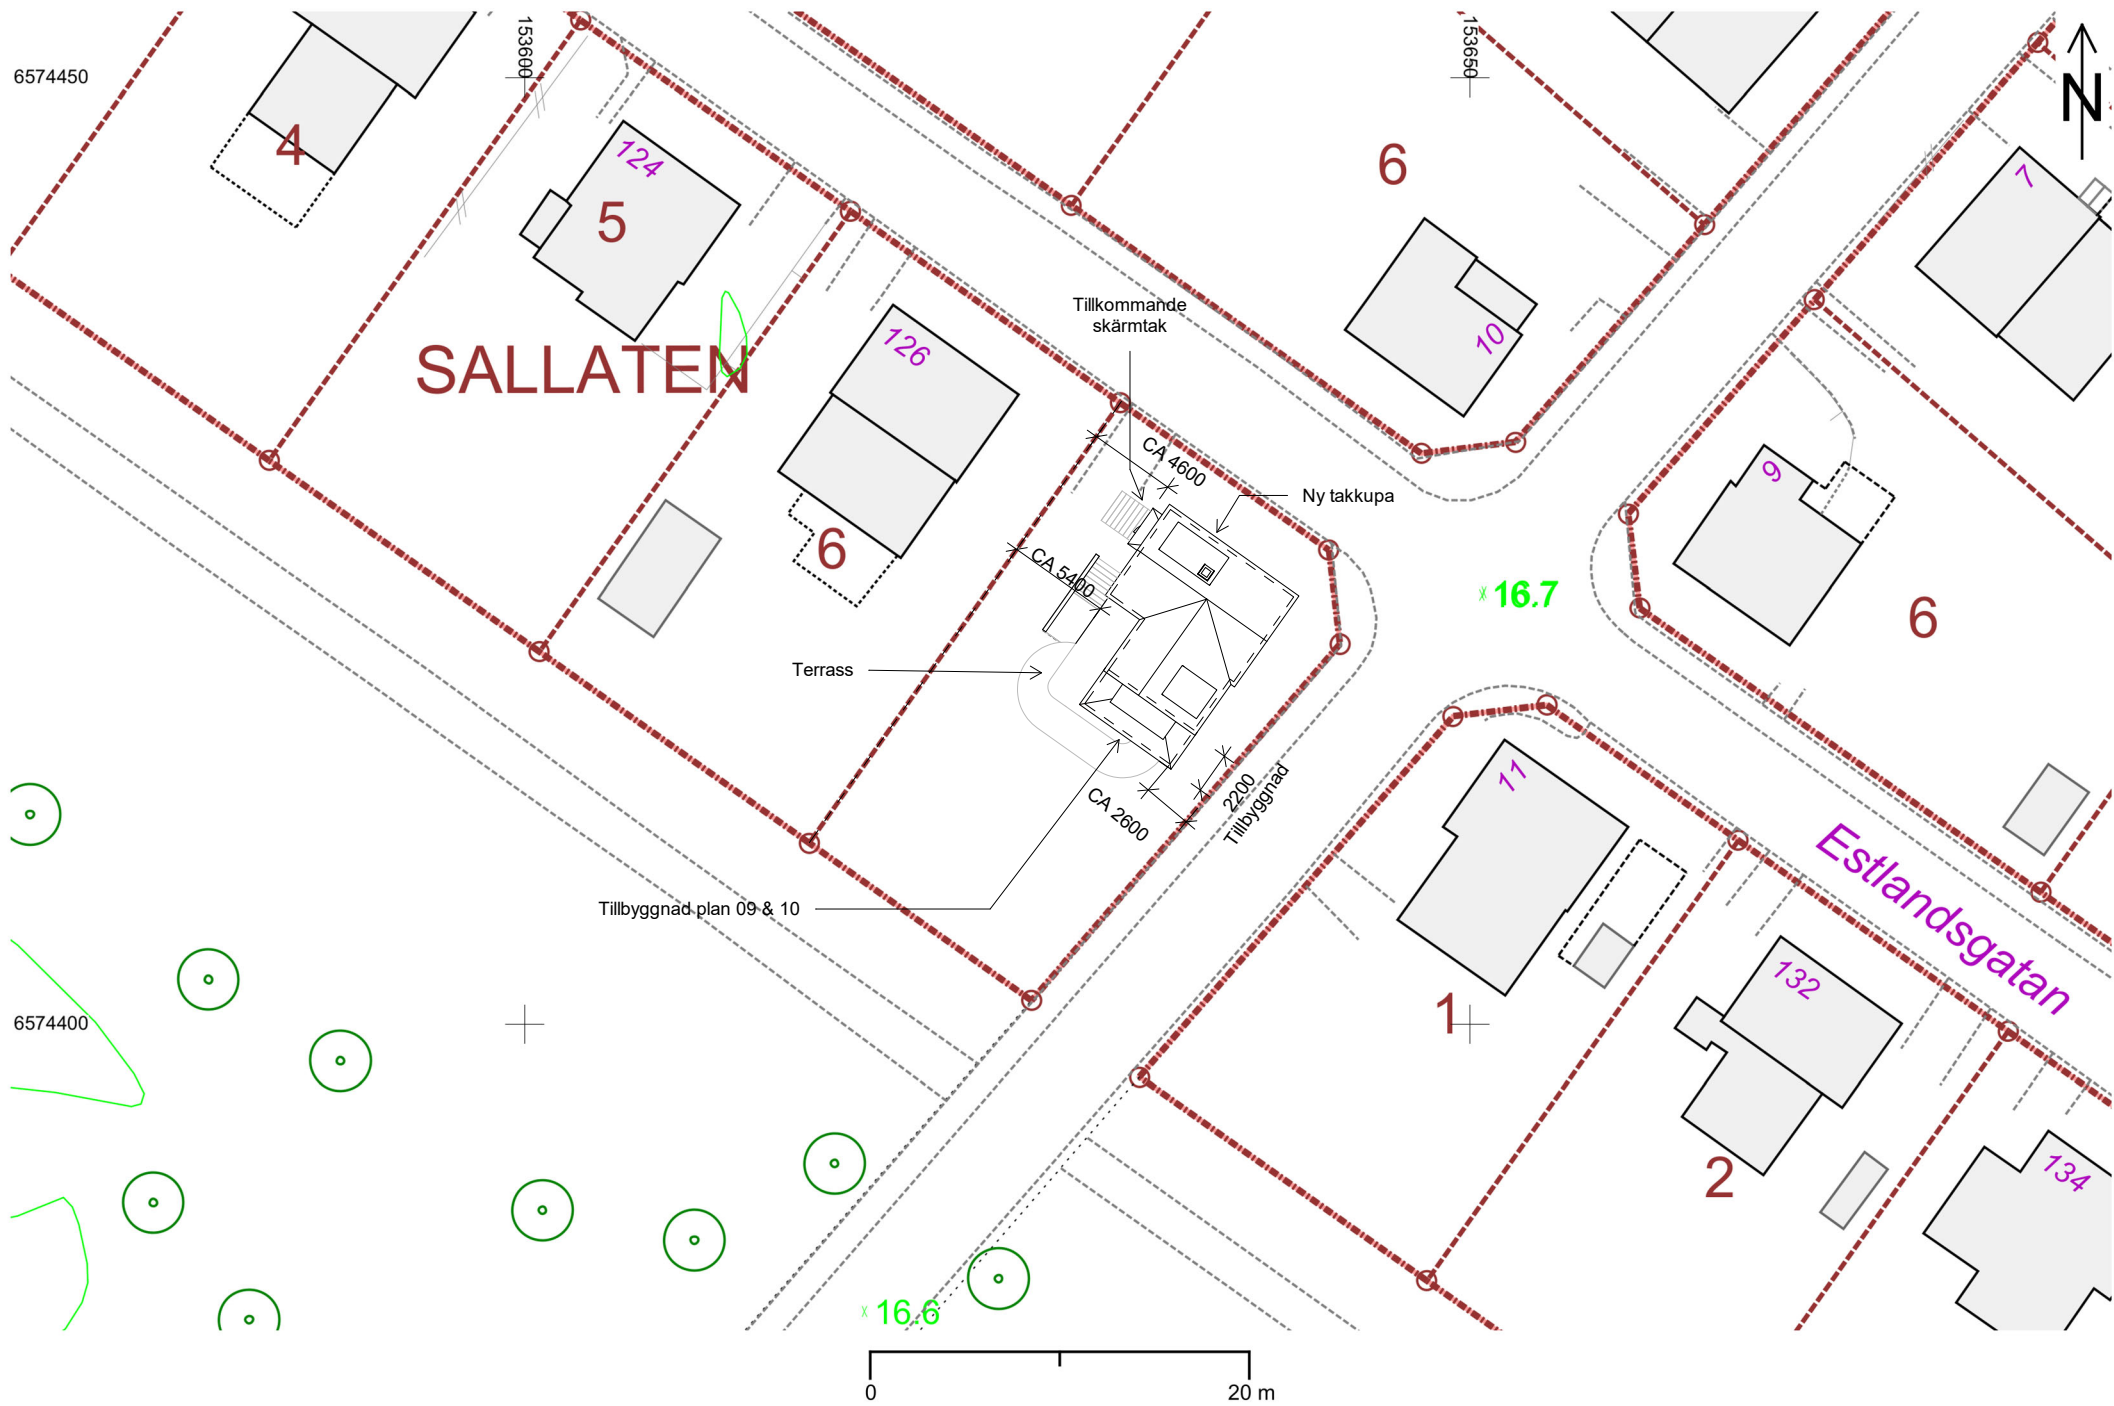 153600
153650
6574450
N
4
124
5
6
7
Tillkommande
skärmtak
10
126
SALLATEN
CA 4600
Ny takkupa
9
6
CA 5400
16.7
6
Terrass
11
2200
Tillbyggnad
CA 2600
Estlandsgatan
Tillbyggnad plan 09 & 10
132
1
6574400
2
134
16.6
0
20 m